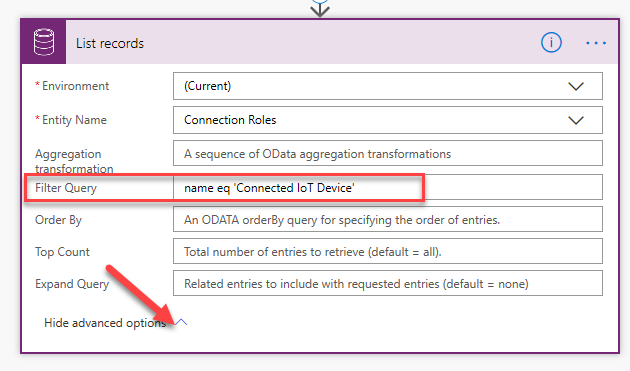 List records
* Environment
(Current)
* Entity Name
Connection Roles
Aggregation
transformation
A sequence of OData aggregation transformations
Filter Query
name eq 'Connected IoT Device'
Order By
An ODATA orderBy query for specifying the order of entries.
Top Count
Total number of entries to retrieve (default = all).
Expand Query
Related entries to include with requested entries (default = none)
Hide advanced options